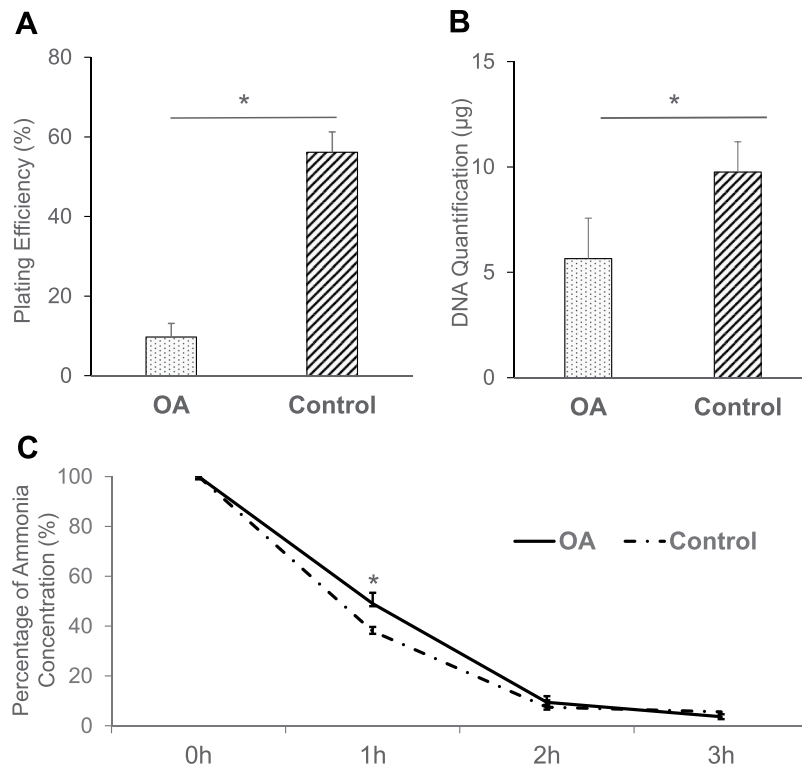 A
Plating Efficiency (%)
80
60
40
20
0
*
OA
Control
B
DNA Quantification (µg)
15
10
5
0
*
OA
Control
C
Percentage of Ammonia
Concentration (%)
100
80
60
40
20
0
*
OA
Control
0h
1h
2h
3h